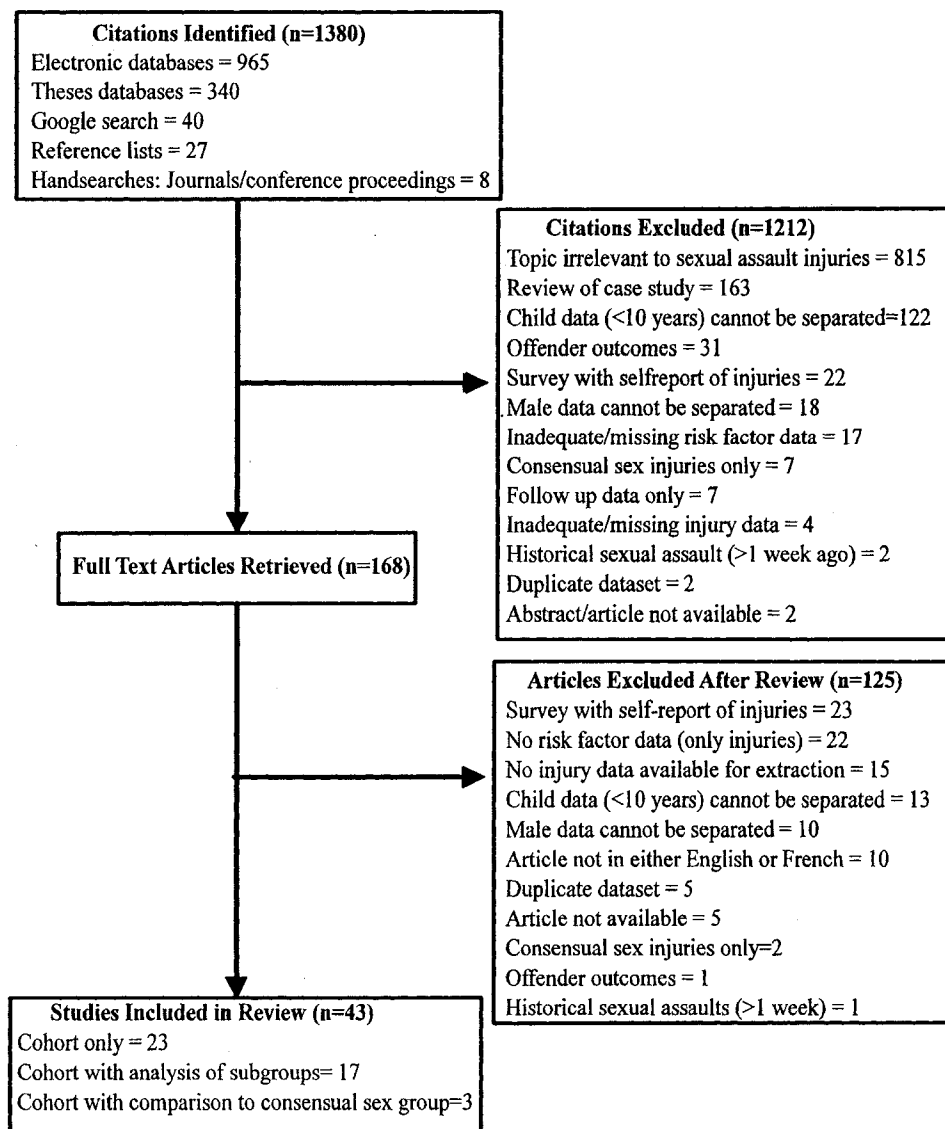 Citations Identified (n=1380)
Electronic databases = 965
Theses databases = 340
Google search = 40
Reference lists = 27
Handsearches: Journals/conference proceedings = 8
Citations Excluded (n=1212)
Topic irrelevant to sexual assault injuries = 815
Review of case study = 163
Child data (<10 years) cannot be separated=122
Offender outcomes = 31
Survey with selfreport of injuries = 22
Male data cannot be separated = 18
Inadequate/missing risk factor data = 17
Consensual sex injuries only = 7
Follow up data only = 7
Inadequate/missing injury data = 4
Historical sexual assault (>1 week ago) = 2
Duplicate dataset = 2
Abstract/article not available = 2
Full Text Articles Retrieved (n=168)
Articles Excluded After Review (n=125)
Survey with self-report of injuries = 23
No risk factor data (only injuries) = 22
No injury data available for extraction = 15
Child data (<10 years) cannot be separated = 13
Male data cannot be separated = 10
Article not in either English or French = 10
Duplicate dataset = 5
Article not available = 5
Consensual sex injuries only=2
Offender outcomes = 1
Historical sexual assaults (>1 week) = 1
Studies Included in Review (n=43)
Cohort only = 23
Cohort with analysis of subgroups= 17
Cohort with comparison to consensual sex group=3